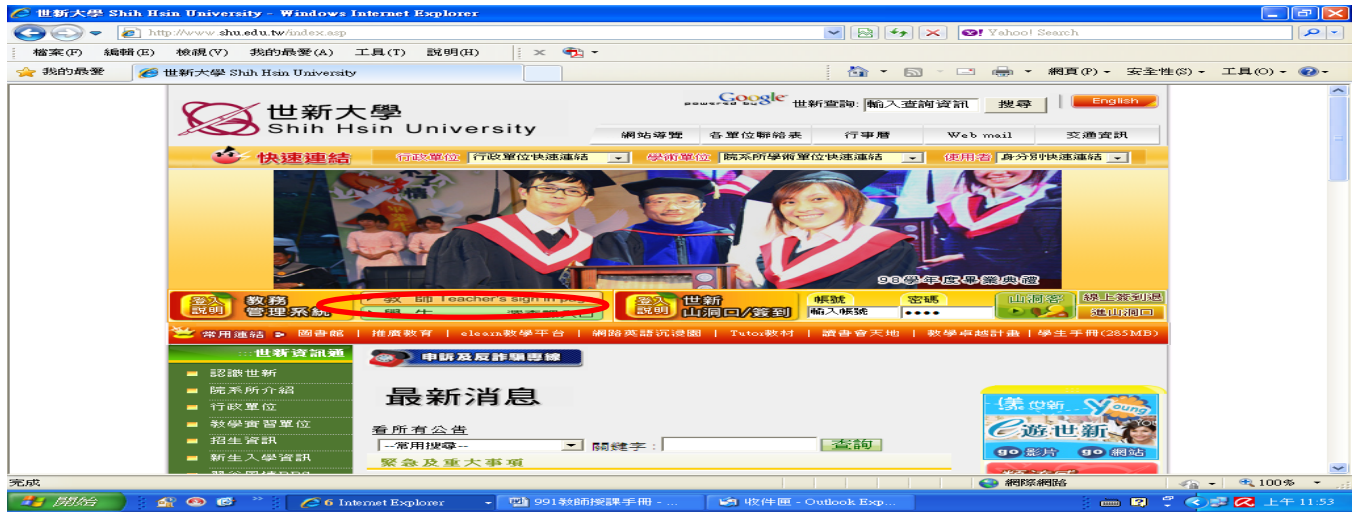 世新大學 Shih Hsin University - Windows Internet Explorer
http://www.shu.edu.tw/index.asp
Yahoo! Search
檔案(F) 編輯(E) 檢視(V) 我的最愛(A) 工具(T) 說明(H)
我的最愛 世新大學 Shih Hsin University 網頁(P) 安全性(S) 工具(O)
世新大學
Shih Hsin University
powered by Google 世新查詢: 輸入查詢資訊 搜尋 English
網站導覽 各單位聯絡表 行事曆 Web mail 交通資訊
快速連結 行政單位 行政單位快速連結 學術單位 院系所學術單位快速連結 使用者 身分別快速連結
98學年度畢業典禮
登入說明 教務管理系統 教 師 Teacher's sign in page
學 生
登入說明 世新山洞口/簽到 帳號 密碼 山洞容 線上簽到退
輸入帳號 •••• 進山洞口
常用連結 圖書館 | 推廣教育 | elearn數學平台 | 網路英語沉浸園 | Tutor教材 | 讀書會天地 | 教學卓越計畫 | 學生手冊(285MB)
世新資訊通
認識世新
院系所介紹
行政單位
教學實習單位
招生資訊
新生入學資訊
申訴及反詐騙專線
最新消息
看所有公告
--常用搜尋-- 關鍵字 : 查詢
緊急及重大事項
世新 Young
e遊世新
go 影片 go 網站
完成 網際網路 100%
開始 6 Internet Explorer 991教師授課手冊 -... 收件匣 - Outlook Exp... 上午 11:53